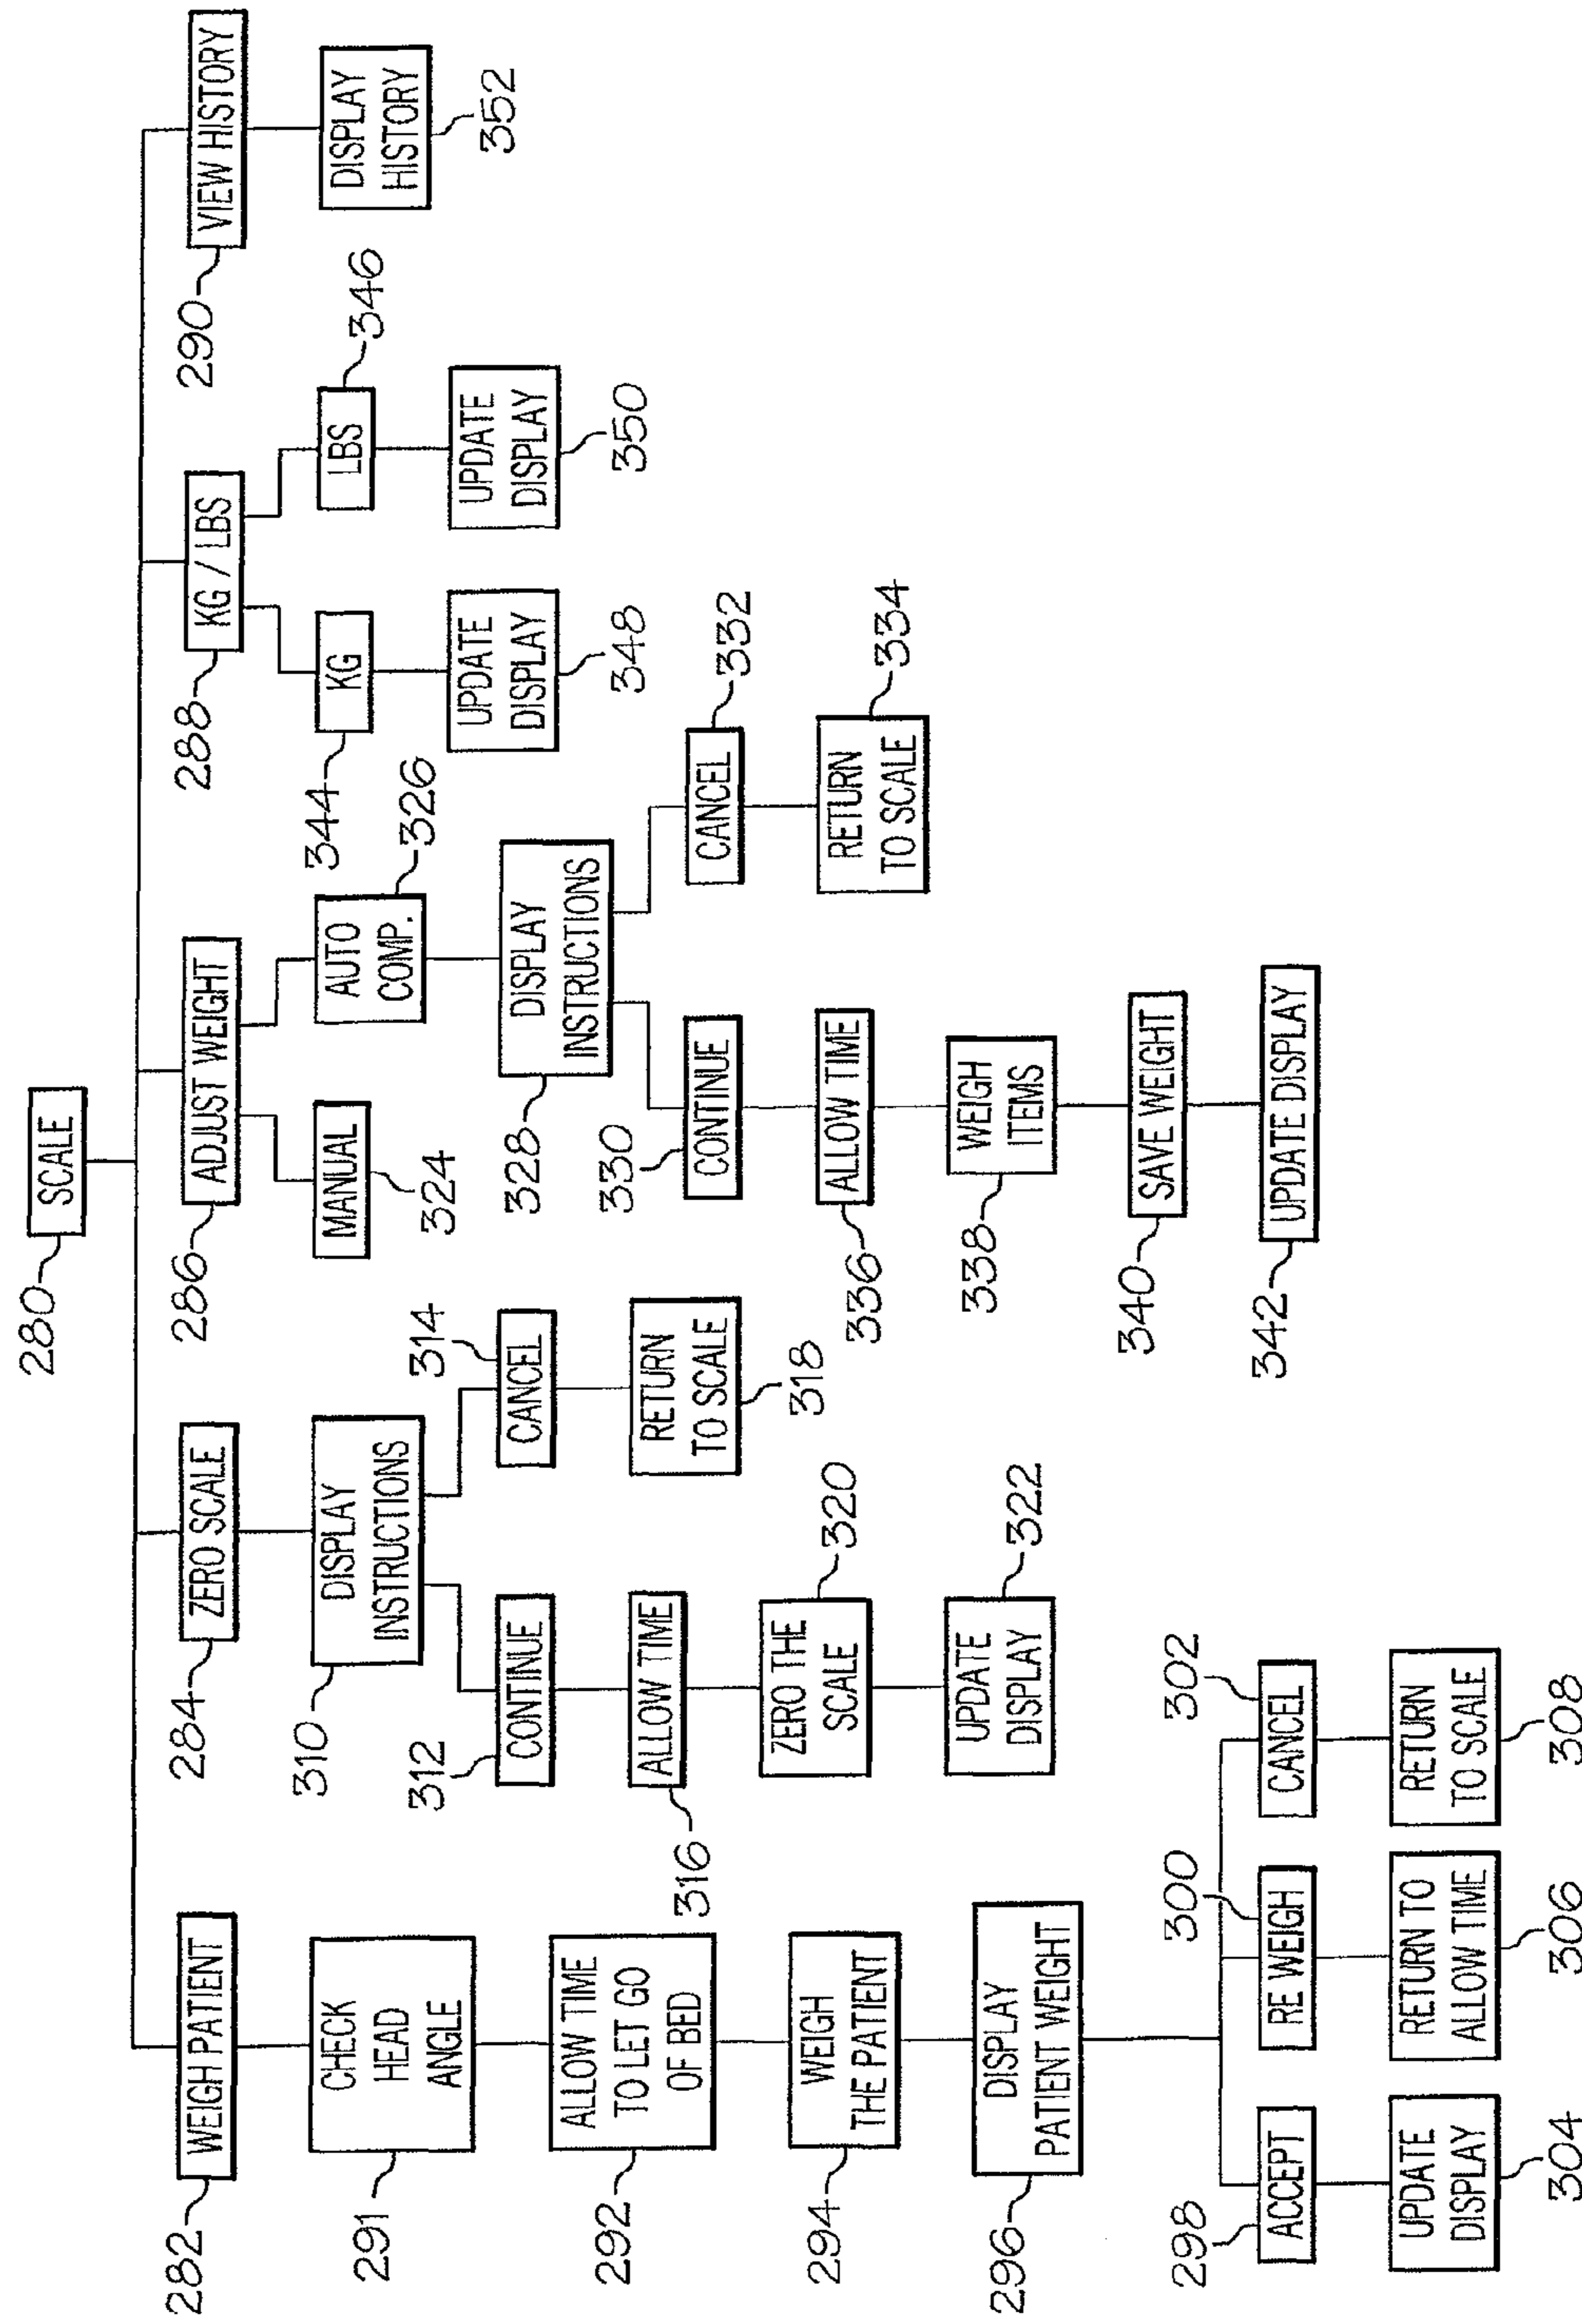 280
SCALE
282
WEIGH PATIENT
284
ZERO SCALE
286
ADJUST WEIGHT
288
KG / LBS
290
VIEW HISTORY
291
CHECK
HEAD
ANGLE
292
ALLOW TIME
TO LET GO
OF BED
294
WEIGH
THE PATIENT
296
DISPLAY
PATIENT WEIGHT
298
ACCEPT
300
RE WEIGH
302
CANCEL
UPDATE
DISPLAY
304
RETURN TO
ALLOW TIME
306
RETURN
TO SCALE
308
310
DISPLAY
INSTRUCTIONS
312
CONTINUE
314
CANCEL
316
ALLOW TIME
RETURN
TO SCALE
318
ZERO THE
SCALE
320
UPDATE
DISPLAY
322
MANUAL
324
AUTO
COMP.
326
328
DISPLAY
INSTRUCTIONS
330
CONTINUE
CANCEL
332
336
ALLOW TIME
RETURN
TO SCALE
334
338
WEIGH
ITEMS
340
SAVE WEIGHT
342
UPDATE DISPLAY
344
KG
LBS
346
UPDATE
DISPLAY
348
UPDATE
DISPLAY
350
DISPLAY
HISTORY
352